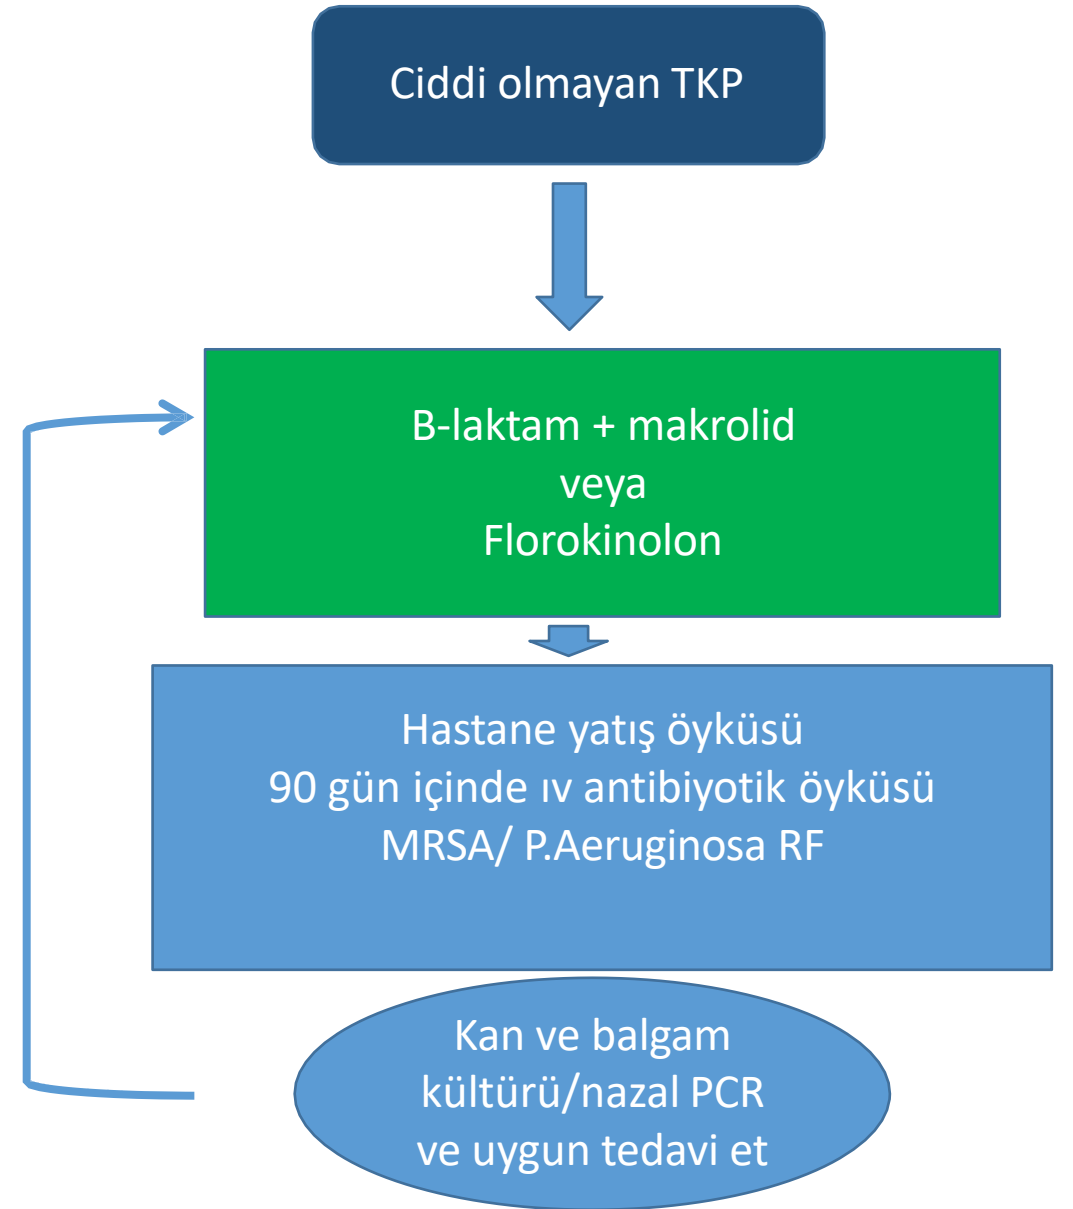 Ciddi olmayan TKP
B-laktam + makrolid
veya
Florokinolon
Hastane yatış öyküsü
90 gün içinde ıv antibiyotik öyküsü
MRSA/ P.Aeruginosa RF
Kan ve balgam
kültürü/nazal PCR
ve uygun tedavi et